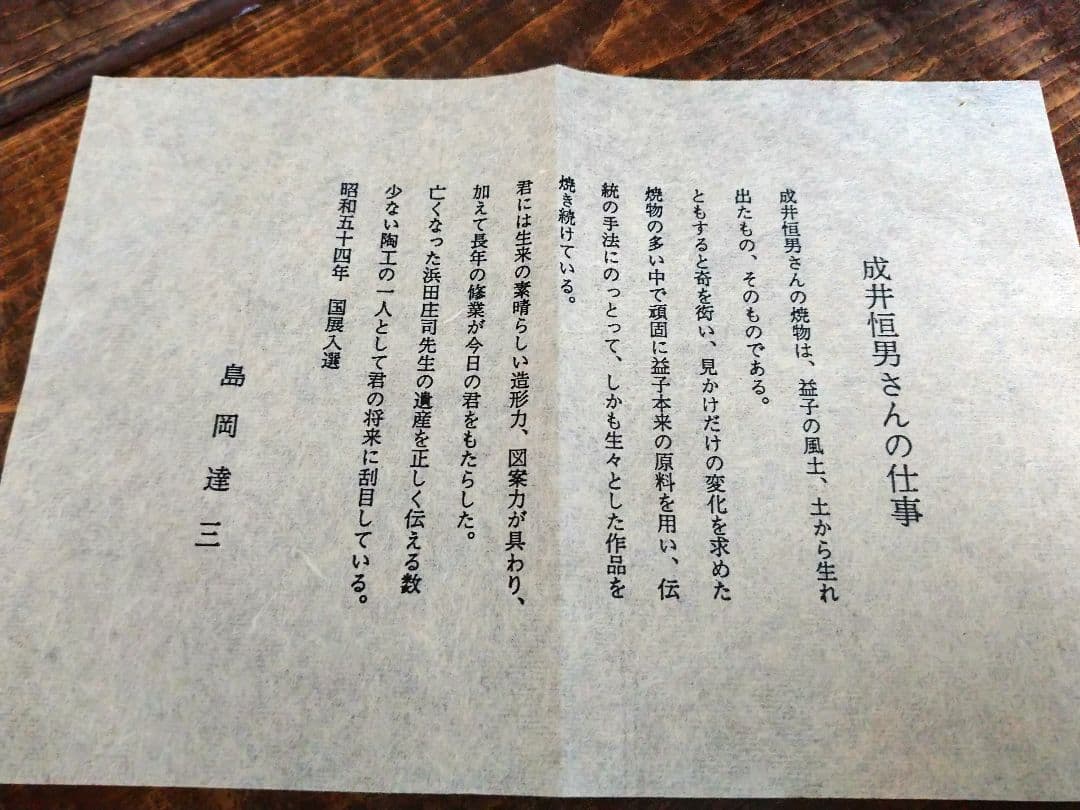 成井恒男さんの仕事
成井恒男さんの焼物は、益子の風土、土から生れ
出たもの、そのものである。
ともすると奇を衒い、見かけだけの変化を求めた
焼物の多い中で頑固に益子本来の原料を用い、伝
統の手法にのっとって、しかも生々とした作品を
焼き続けている。
君には生来の素晴らしい造形力、図案力が具わり、
加えて長年の修業が今日の君をもたらした。
亡くなった浜田庄司先生の遺産を正しく伝える数
少ない陶工の一人として君の将来に刮目している。
昭和五十四年　国展入選
島岡達三